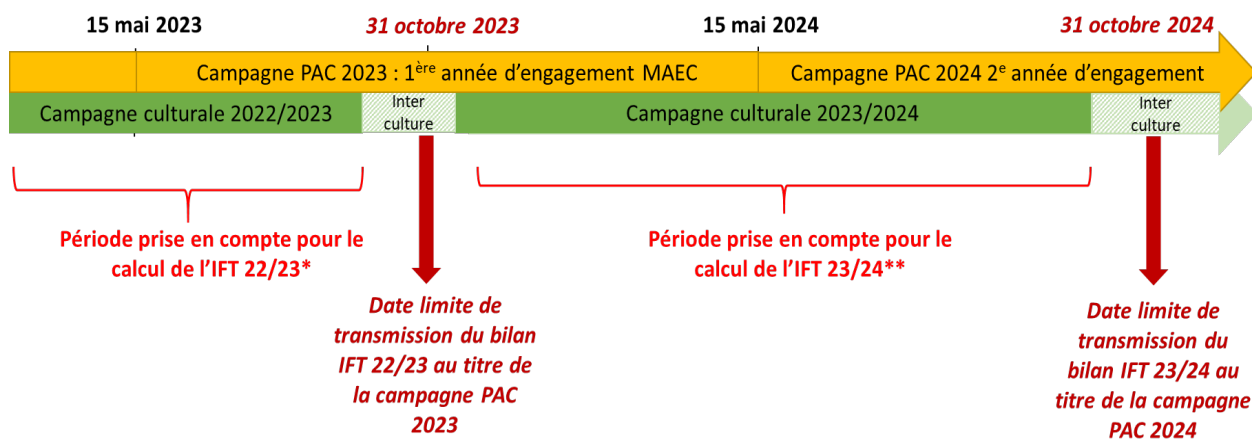 15 mai 2023
31 octobre 2023
15 mai 2024
31 octobre 2024
Campagne PAC 2023 : 1ère année d'engagement MAEC
Campagne PAC 2024 2e année d'engagement
Campagne culturale 2022/2023
Inter
culture
Campagne culturale 2023/2024
Inter
culture
Période prise en compte pour le
calcul de l'IFT 22/23*
Période prise en compte pour le
calcul de l'IFT 23/24**
Date limite de
transmission du bilan
IFT 22/23 au titre de
la campagne PAC
2023
Date limite de
transmission du
bilan IFT 23/24 au
titre de la campagne
PAC 2024